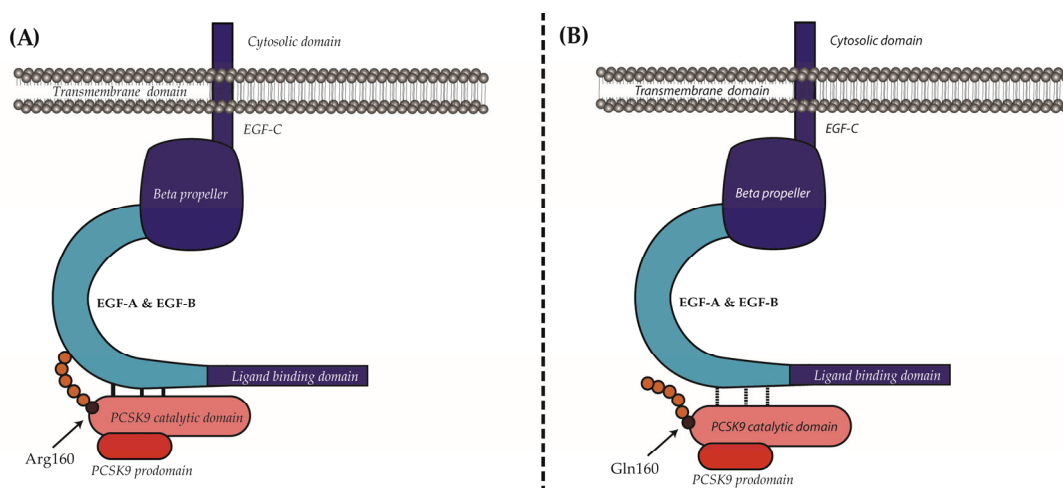 (A)
Cytosolic domain
Transmembrane domain
EGF-C
Beta propeller
EGF-A & EGF-B
Ligand binding domain
PCSK9 catalytic domain
Arg160
PCSK9 prodomain
(B)
Cytosolic domain
Transmembrane domain
EGF-C
Beta propeller
EGF-A & EGF-B
Ligand binding domain
PCSK9 catalytic domain
Gln160
PCSK9 prodomain